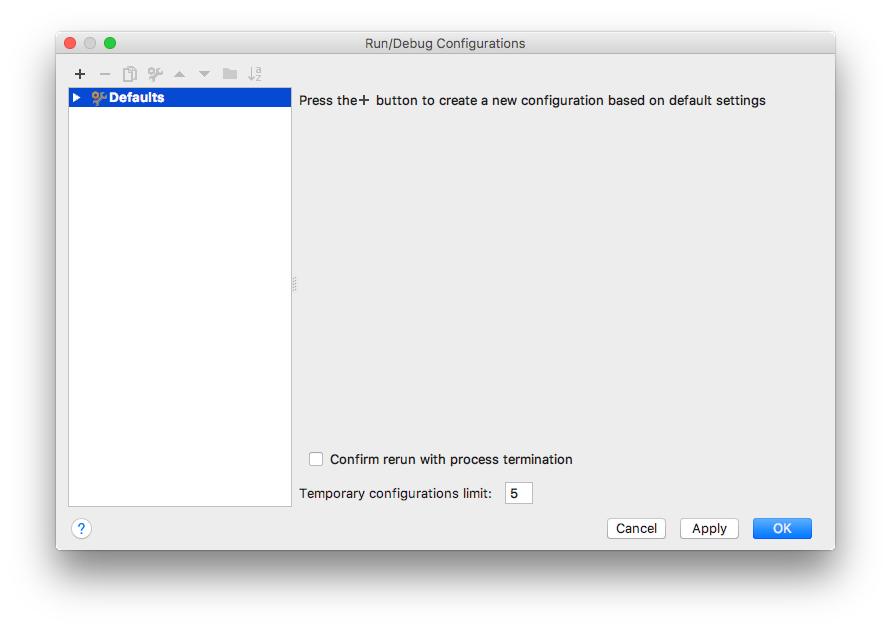 Run/Debug Configurations
Defaults
Press the + button to create a new configuration based on default settings
Confirm rerun with process termination
Temporary configurations limit: 5
? Cancel Apply OK